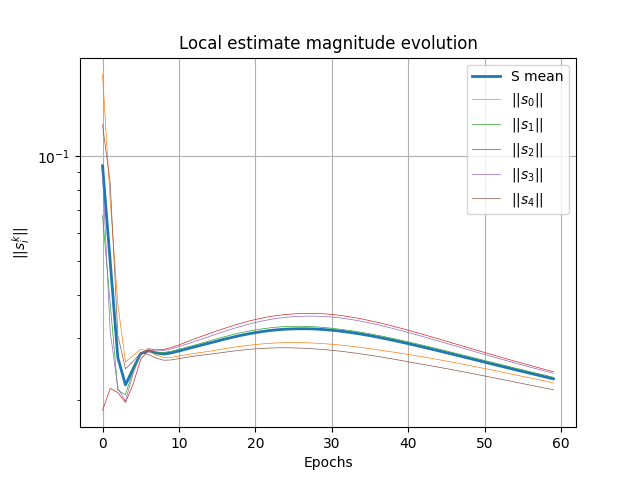 Local estimate magnitude evolution
10⁻¹
||sᵢᵏ||
0 10 20 30 40 50 60
Epochs
S mean
||s₀||
||s₁||
||s₂||
||s₃||
||s₄||